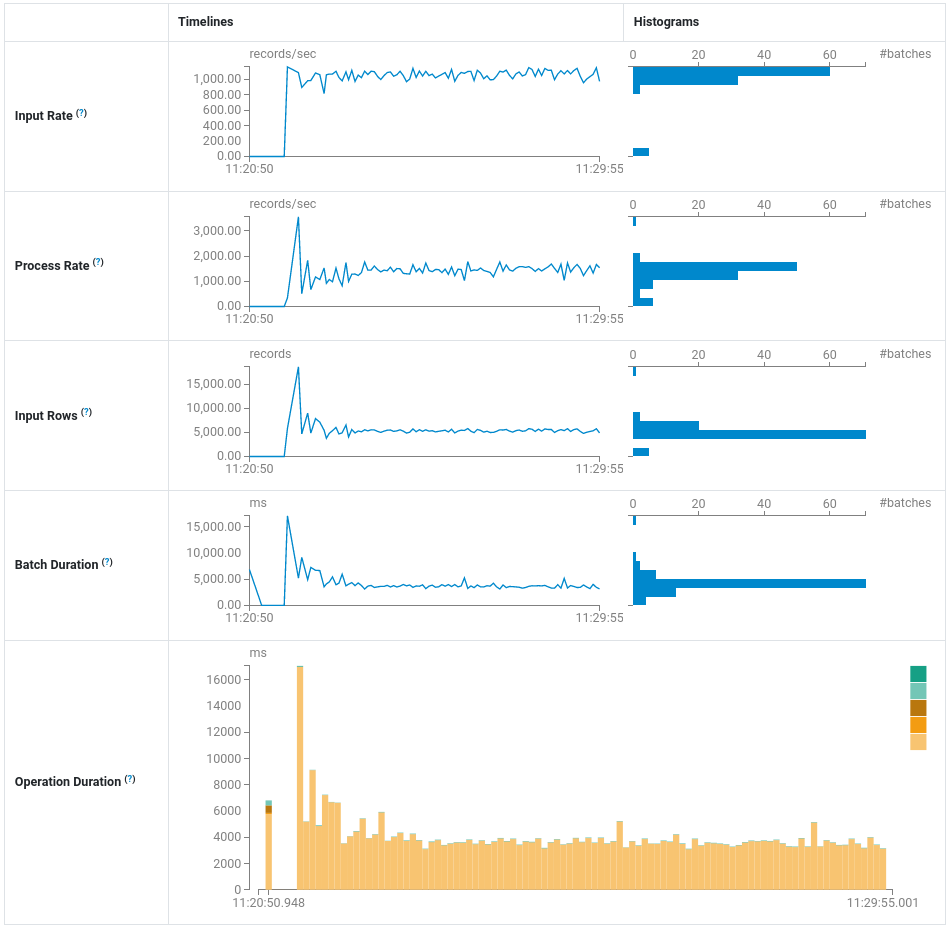 Timelines
Histograms
Input Rate (?)
records/sec
1,000.00
800.00
600.00
400.00
200.00
0.00
11:20:50
11:29:55
0 20 40 60 #batches
Process Rate (?)
records/sec
3,000.00
2,000.00
1,000.00
0.00
11:20:50
11:29:55
0 20 40 60 #batches
Input Rows (?)
records
15,000.00
10,000.00
5,000.00
0.00
11:20:50
11:29:55
0 20 40 60 #batches
Batch Duration (?)
ms
15,000.00
10,000.00
5,000.00
0.00
11:20:50
11:29:55
0 20 40 60 #batches
Operation Duration (?)
ms
16000
14000
12000
10000
8000
6000
4000
2000
0
11:20:50.948
11:29:55.001